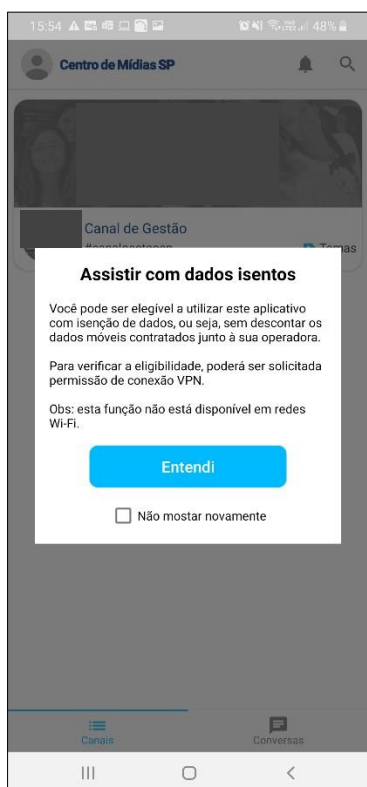 15:54
48%
Centro de Mídias SP
Canal de Gestão
Temas
Assistir com dados isentos
Você pode ser elegível a utilizar este aplicativo
com isenção de dados, ou seja, sem descontar os
dados móveis contratados junto à sua operadora.
Para verificar a eligibilidade, poderá ser solicitada
permissão de conexão VPN.
Obs: esta função não está disponível em redes
Wi-Fi.
Entendi
Não mostar novamente
Canais
Conversas